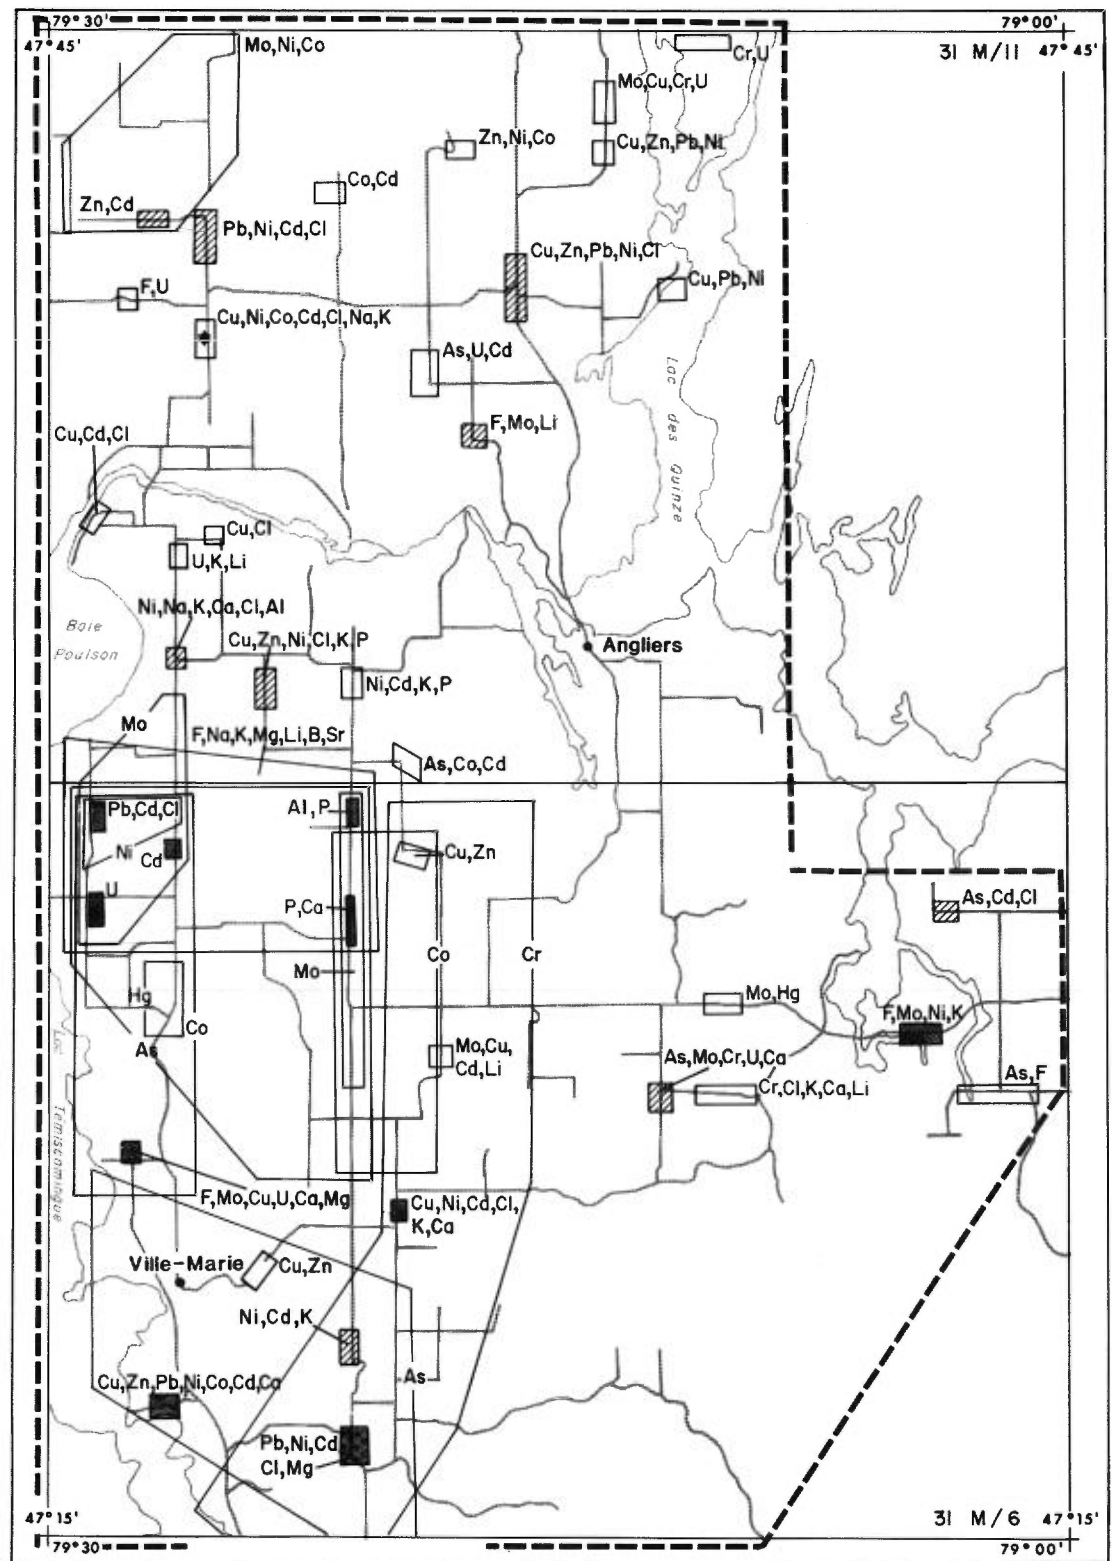 79°30'
79°00'
47°45'
31 M/11
47°45'
Mo,Ni,Co
Cr,U
Mo,Cu,Cr,U
Zn,Ni,Co
Cu,Zn,Pb,Ni
Co,Cd
Zn,Cd
Pb,Ni,Cd,Cl
Cu,Zn,Pb,Ni,Cl
Cu,Pb,Ni
F,U
Cu,Ni,Co,Cd,Cl,Na,K
As,U,Cd
Lac des Quinze
F,Mo,Li
Cu,Cd,Cl
Cu,Cl
U,K,Li
Ni,Na,K,Ca,Cl,Al
Baie
Poulson
Cu,Zn,Ni,Cl,K,P
Angliers
Ni,Cd,K,P
Mo
F,Na,K,Mg,Li,B,Sr
As,Co,Cd
Pb,Cd,Cl
Al,P
Ni
Cd
Cu,Zn
U
P,Ca
As,Cd,Cl
Mo
Co
Cr
Hg
Co
Mo,Hg
F,Mo,Ni,K
As
Mo,Cu,
Cd,Li
As,Mo,Cr,U,Ca
Cr,Cl,K,Ca,Li
As,F
Lac Temiscamingue
F,Mo,Cu,U,Ca,Mg
Cu,Ni,Cd,Cl,
K,Ca
Ville-Marie
Cu,Zn
Ni,Cd,K
As
Cu,Zn,Pb,Ni,Co,Cd,Ca
Pb,Ni,Cd
Cl,Mg
47°15'
31 M/6
47°15'
79°30'
79°00'